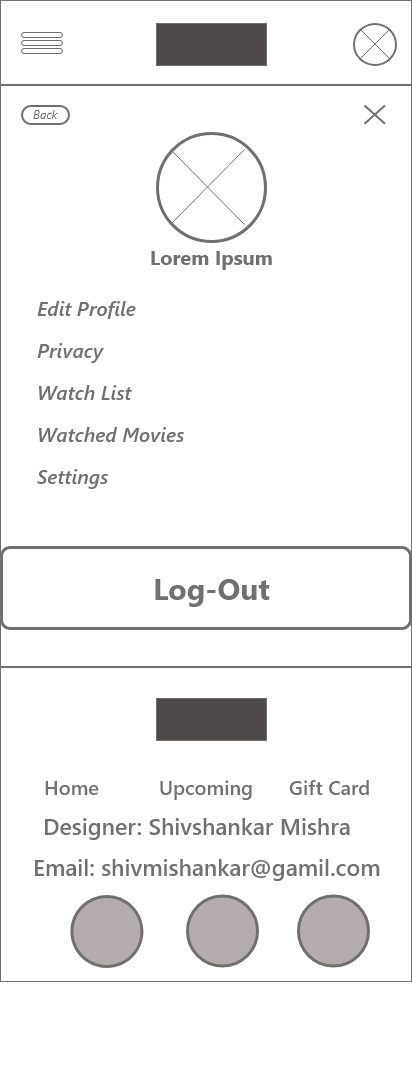 Back
Lorem Ipsum
Edit Profile
Privacy
Watch List
Watched Movies
Settings
Log-Out
Home Upcoming Gift Card
Designer: Shivshankar Mishra
Email: shivmishankar@gamil.com